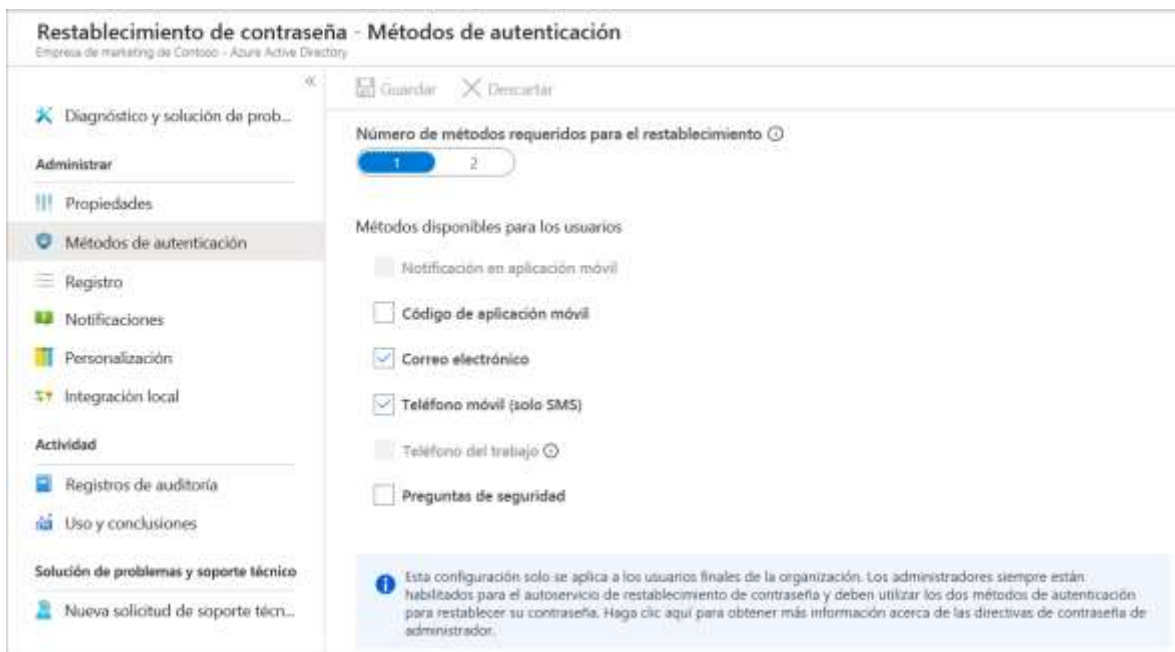 Restablecimiento de contraseña - Métodos de autenticación
Empresa de marketing de Contoso - Azure Active Directory
«
Diagnóstico y solución de prob...
Administrar
Propiedades
Métodos de autenticación
Registro
Notificaciones
Personalización
Integración local
Actividad
Registros de auditoría
Uso y conclusiones
Solución de problemas y soporte técnico
Nueva solicitud de soporte técn...
Guardar Descartar
Número de métodos requeridos para el restablecimiento
1 2
Métodos disponibles para los usuarios
Notificación en aplicación móvil
Código de aplicación móvil
Correo electrónico
Teléfono móvil (solo SMS)
Teléfono del trabajo
Preguntas de seguridad
Esta configuración solo se aplica a los usuarios finales de la organización. Los administradores siempre están
habilitados para el autoservicio de restablecimiento de contraseña y deben utilizar los dos métodos de autenticación
para restablecer su contraseña. Haga clic aquí para obtener más información acerca de las directivas de contraseña de
administrador.